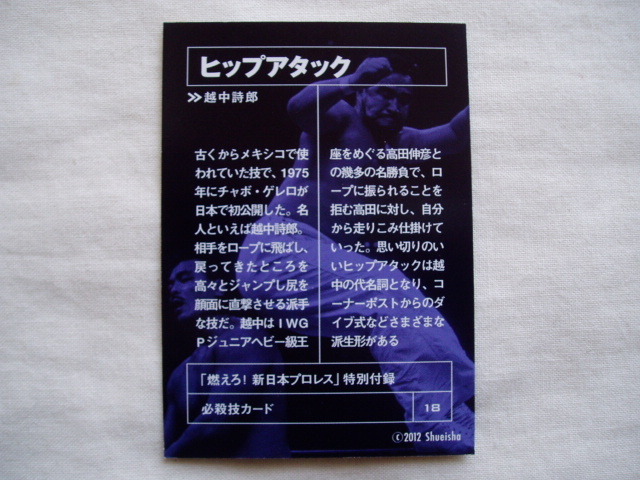 ヒップアタック
≫越中詩郎
古くからメキシコで使
われていた技で、1975
年にチャボ・ゲレロが
日本で初公開した。名
人といえば越中詩郎。
相手をロープに飛ばし、
戻ってきたところを
高々とジャンプし尻を
顔面に直撃させる派手
な技だ。越中はIWG
Pジュニアヘビー級王
座をめぐる高田伸彦と
の幾多の名勝負で、ロ
ープに振られることを
拒む高田に対し、自分
から走りこみ仕掛けて
いった。思い切りのい
いヒップアタックは越
中の代名詞となり、コ
ーナーポストからのダ
イブ式などさまざまな
派生形がある
「燃えろ! 新日本プロレス」特別付録
必殺技カード 18
©2012 Shueisha